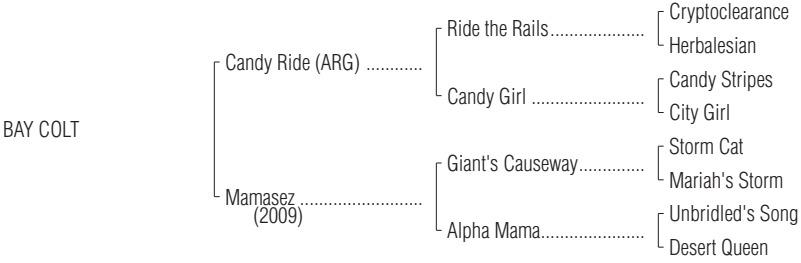 Cryptoclearance
Ride the Rails....................
Herbalesian
Candy Ride (ARG) ............
Candy Stripes
Candy Girl ........................
City Girl
BAY COLT
Storm Cat
Giant's Causeway..............
Mariah's Storm
Mamasez ..........................
(2009)
Unbridled's Song
Alpha Mama......................
Desert Queen